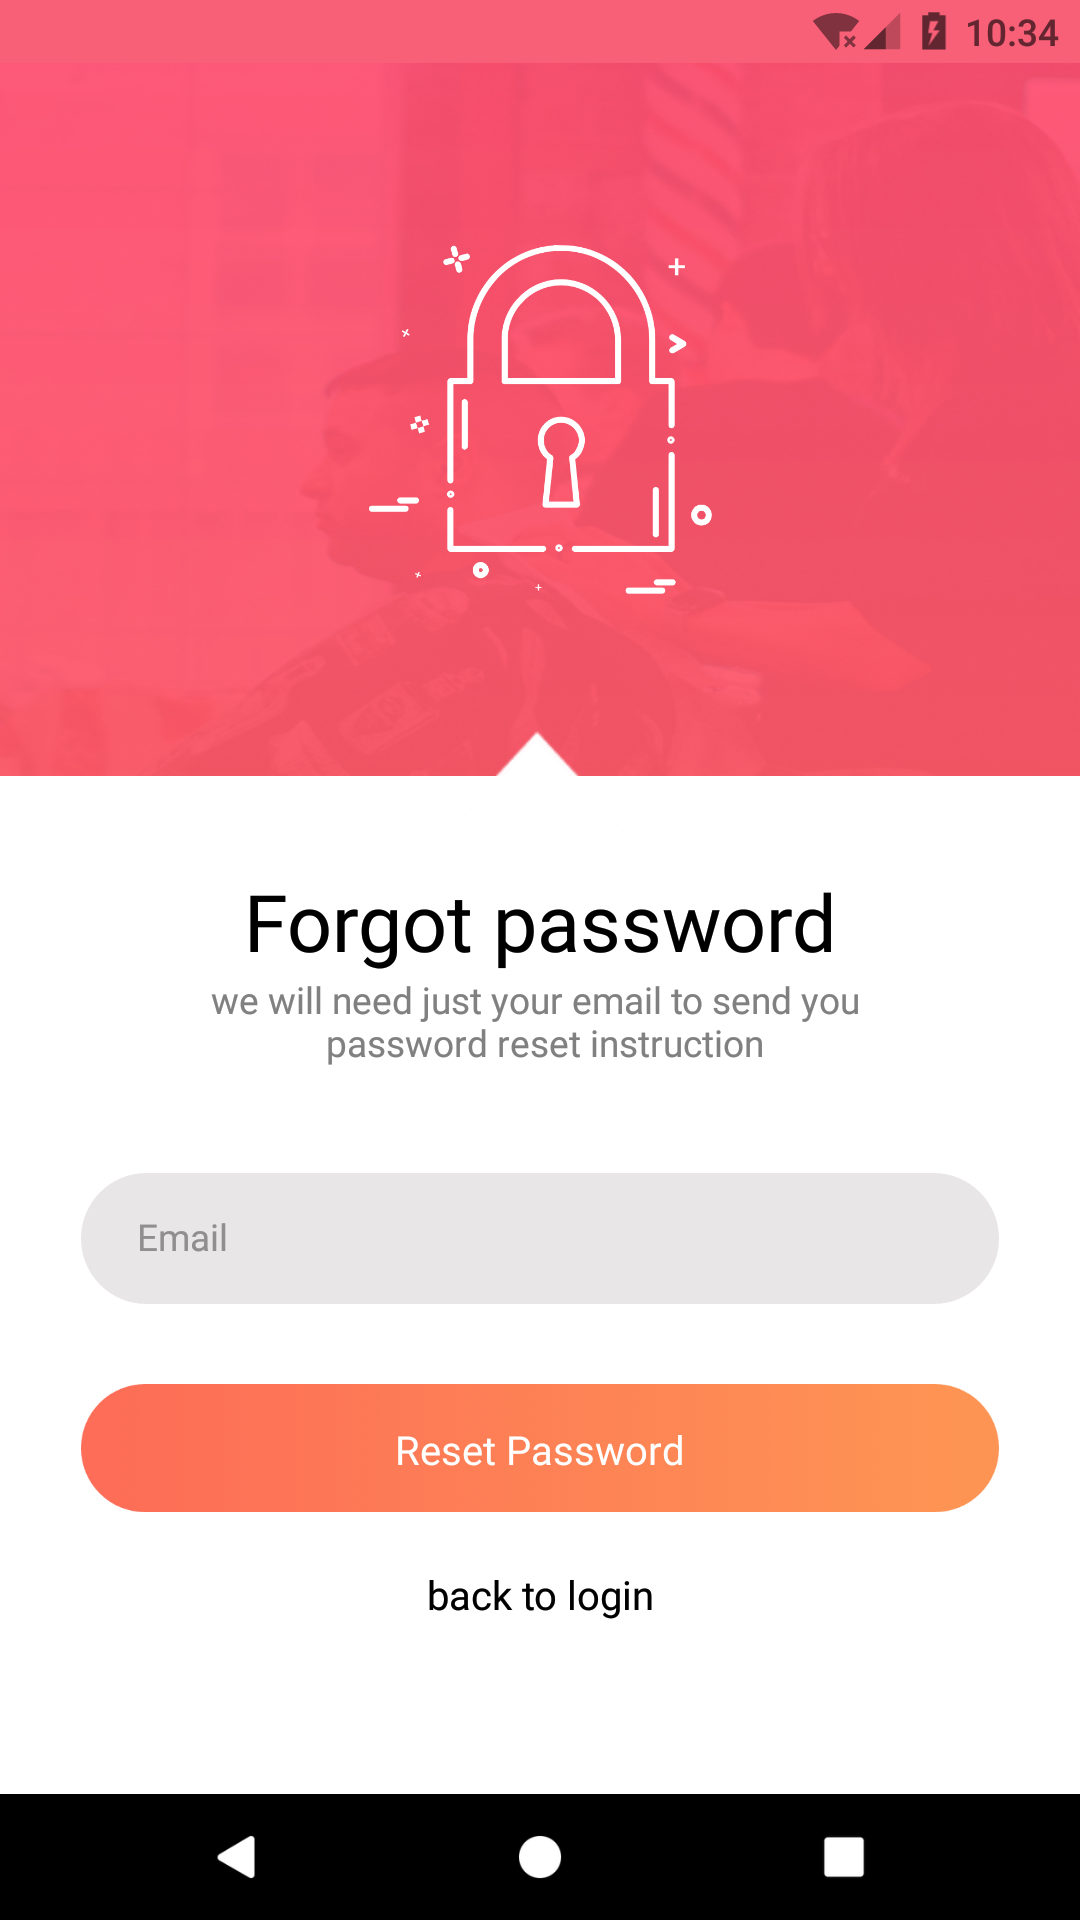 10:34
Forgot password
we will need just your email to send you
password reset instruction
Email
Reset Password
back to login